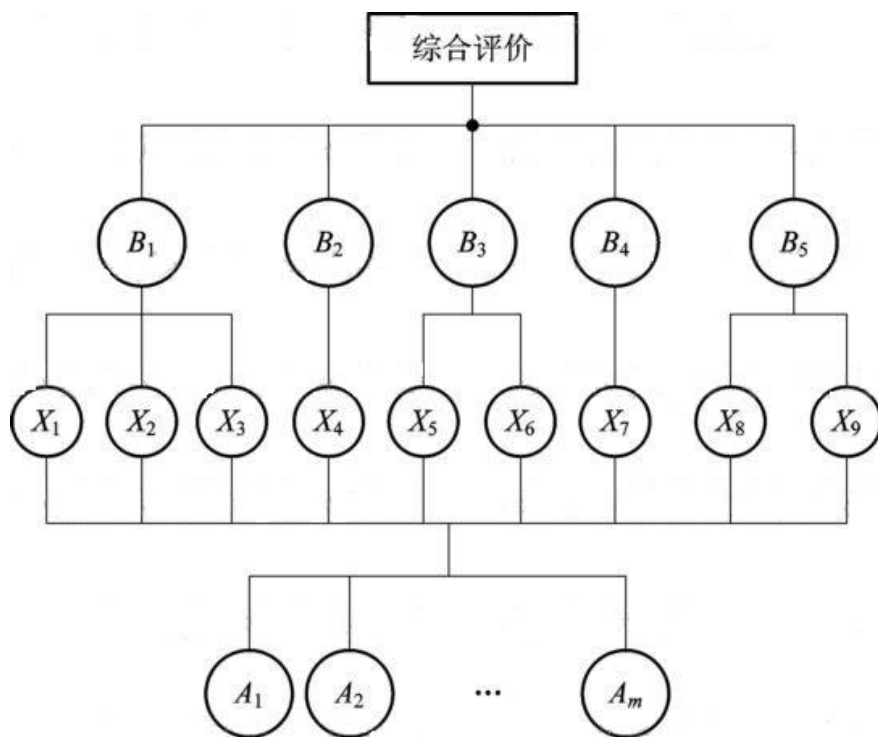 综合评价
B₁ B₂ B₃ B₄ B₅
X₁ X₂ X₃ X₄ X₅ X₆ X₇ X₈ X₉
A₁ A₂ ... Aₘ